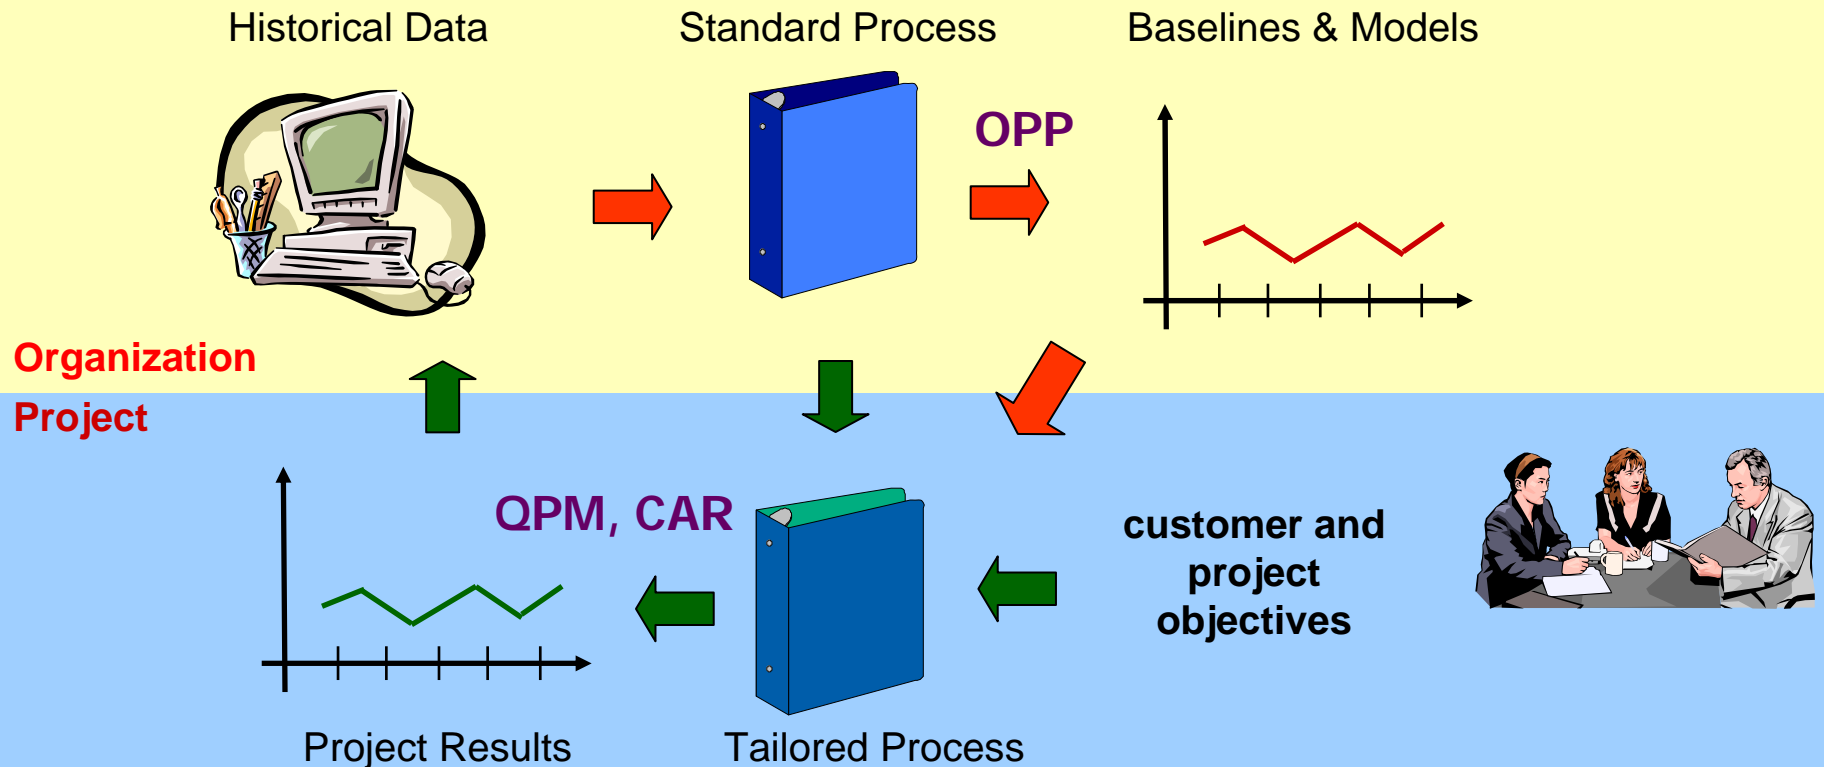 Historical Data
Standard Process
Baselines & Models
OPP
Organization
Project
QPM, CAR
customer and
project
objectives
Project Results
Tailored Process